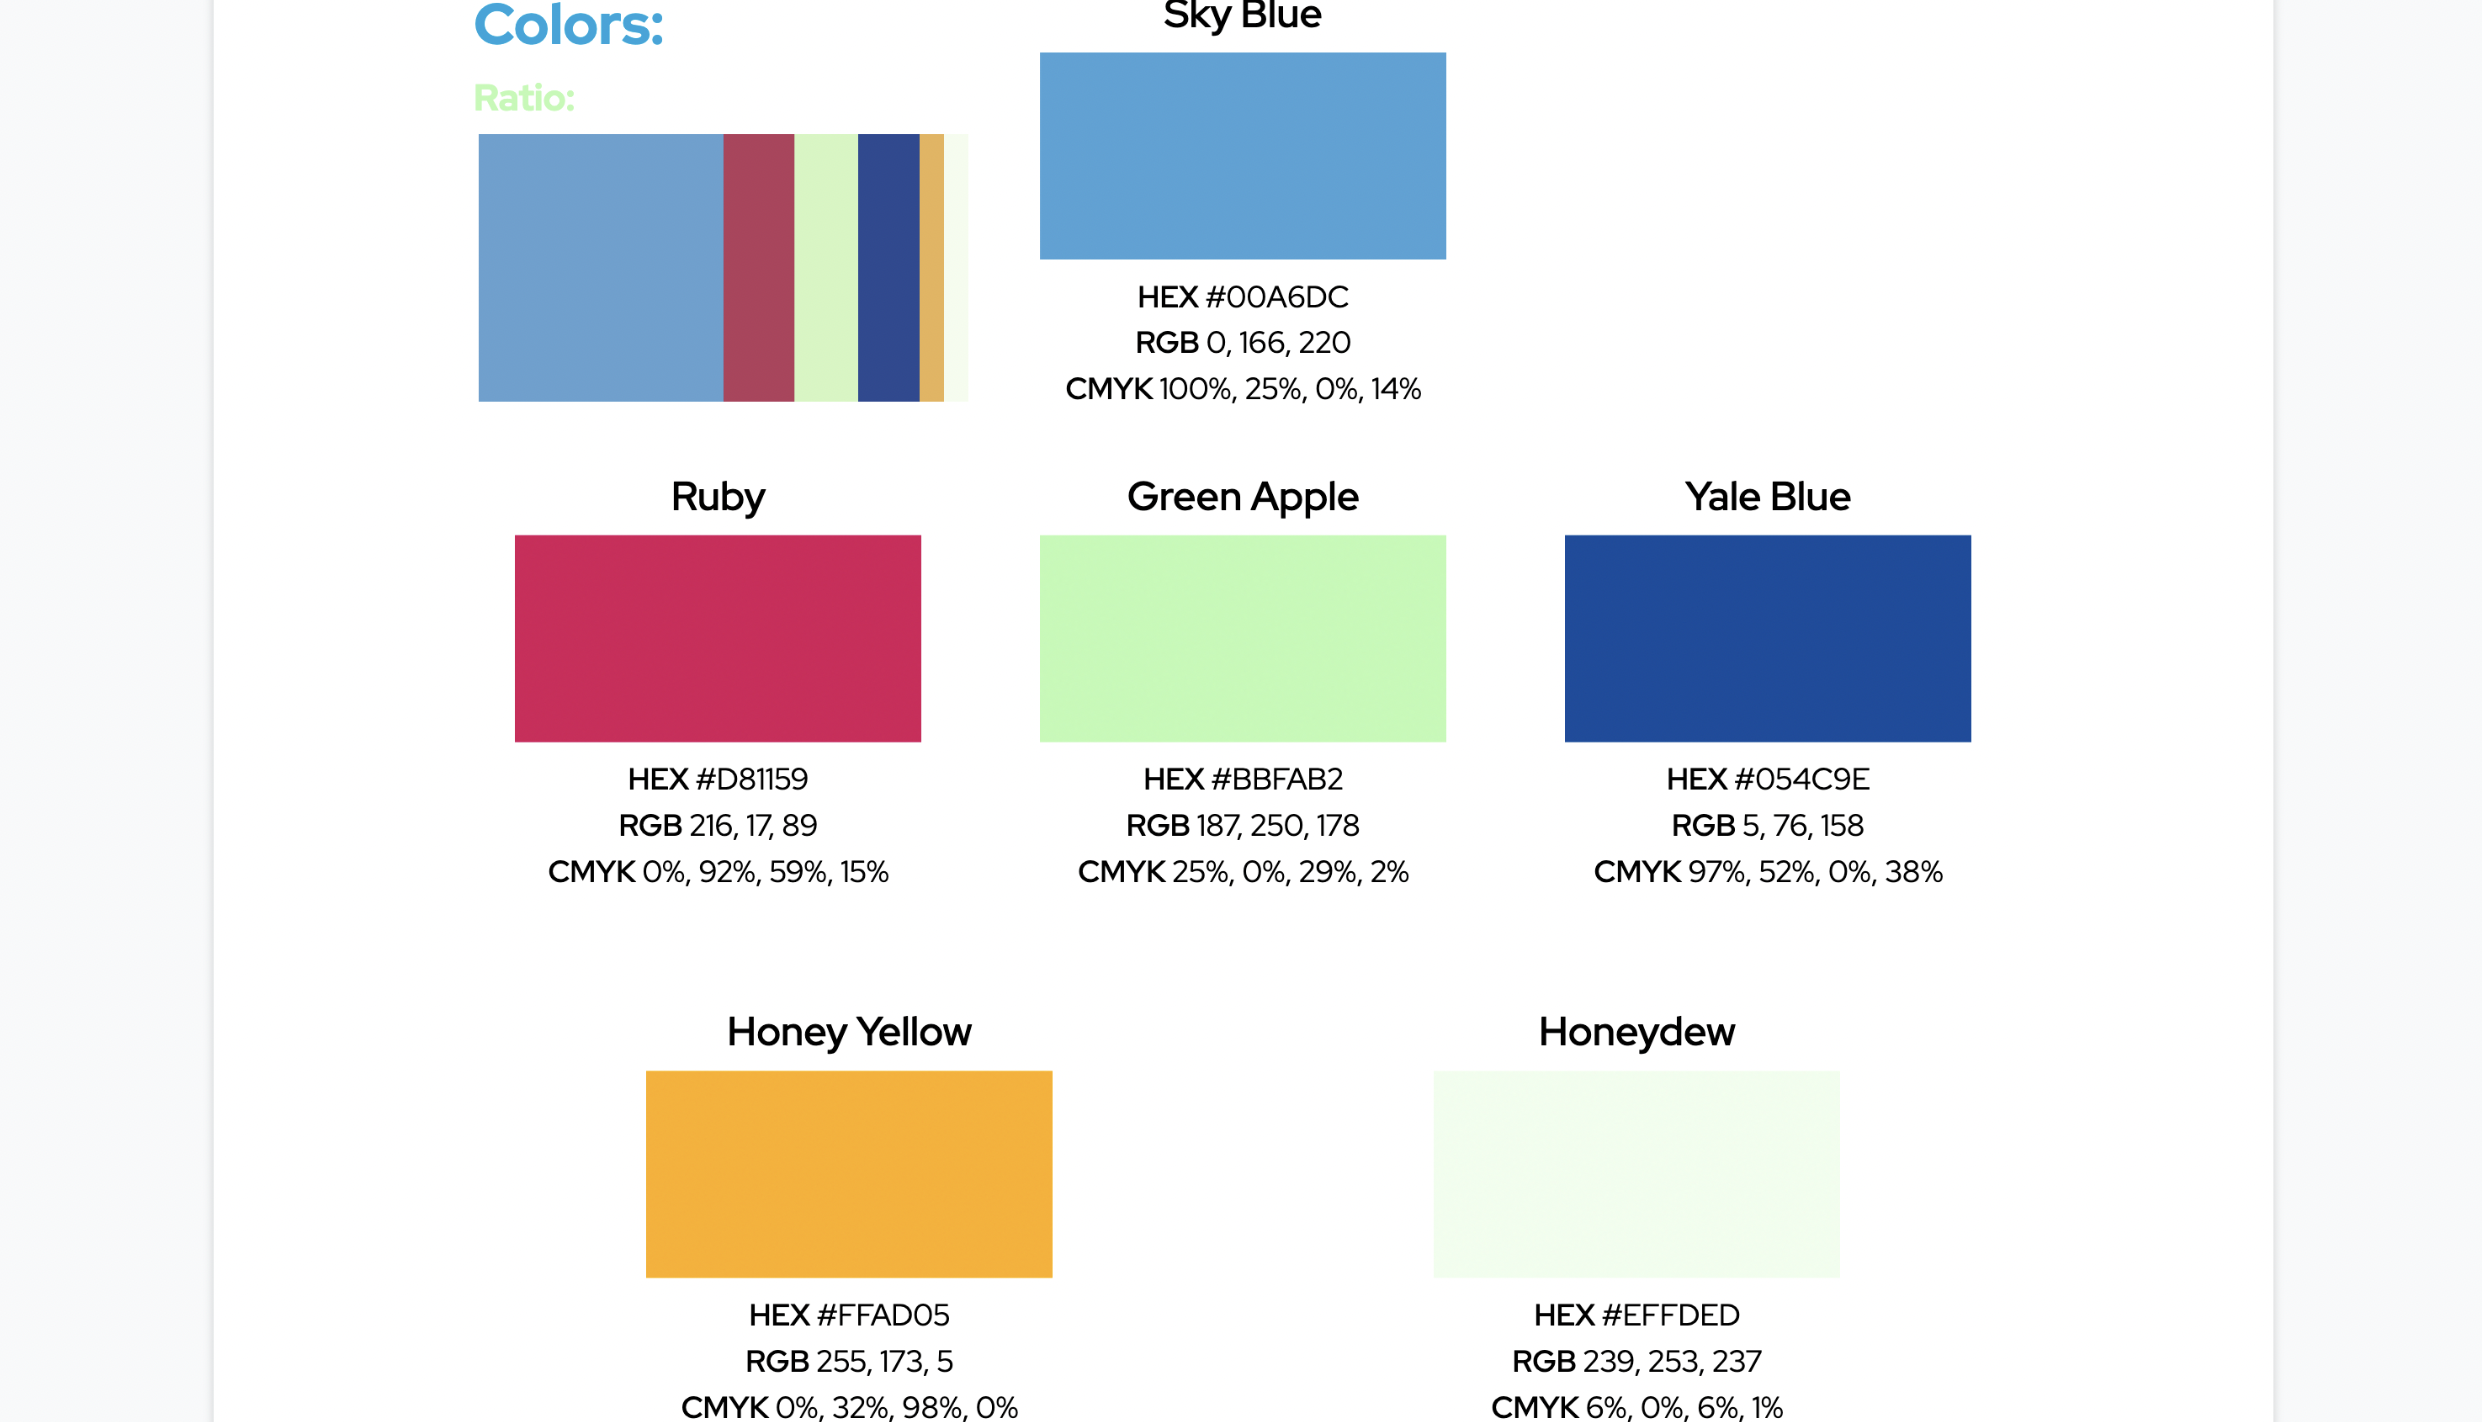 Colors:
Ratio:
Sky Blue
HEX #00A6DC
RGB 0, 166, 220
CMYK 100%, 25%, 0%, 14%
Ruby
HEX #D81159
RGB 216, 17, 89
CMYK 0%, 92%, 59%, 15%
Green Apple
HEX #BBFAB2
RGB 187, 250, 178
CMYK 25%, 0%, 29%, 2%
Yale Blue
HEX #054C9E
RGB 5, 76, 158
CMYK 97%, 52%, 0%, 38%
Honey Yellow
HEX #FFAD05
RGB 255, 173, 5
CMYK 0%, 32%, 98%, 0%
Honeydew
HEX #EFFDED
RGB 239, 253, 237
CMYK 6%, 0%, 6%, 1%